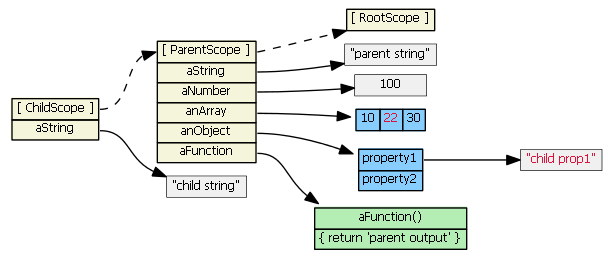 [ RootScope ]
[ ParentScope ]
"parent string"
aString
aNumber
100
[ ChildScope ]
anArray
10 22 30
aString
anObject
aFunction
property1
"child prop1"
property2
"child string"
aFunction()
{ return 'parent output' }